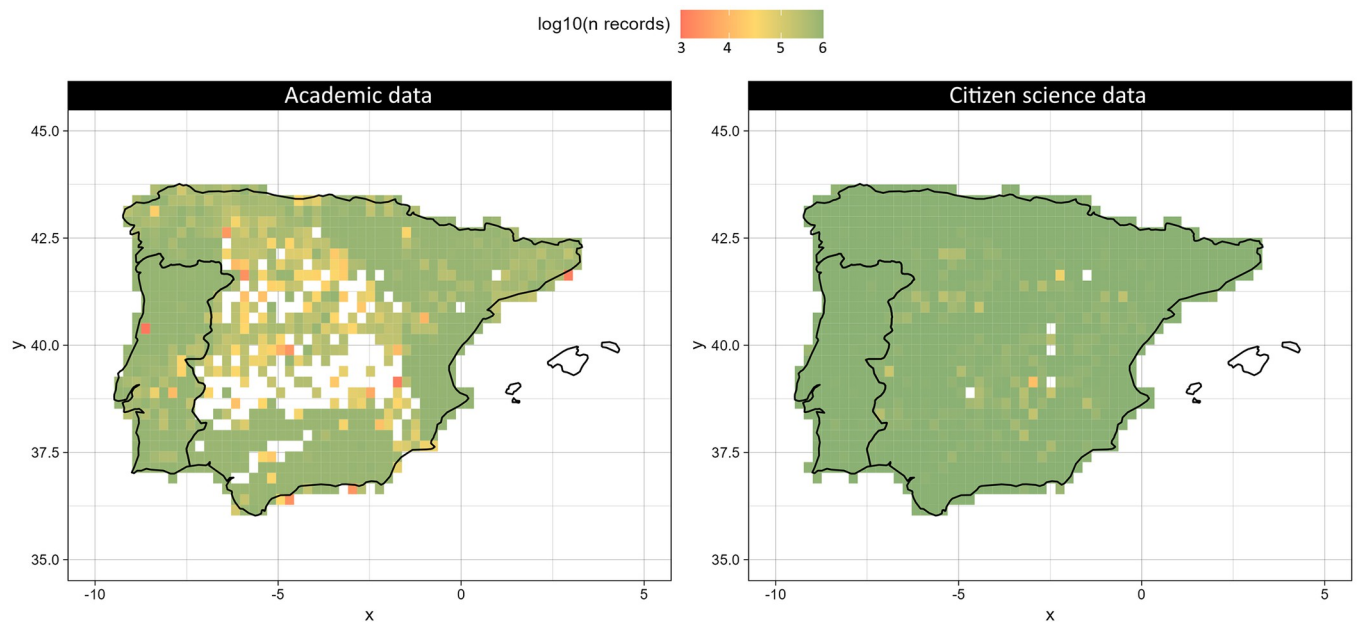 log10(n records)
3 4 5 6
Academic data
Citizen science data
45.0
42.5
40.0
37.5
35.0
y
-10 -5 0 5
x
45.0
42.5
40.0
37.5
35.0
y
-10 -5 0 5
x